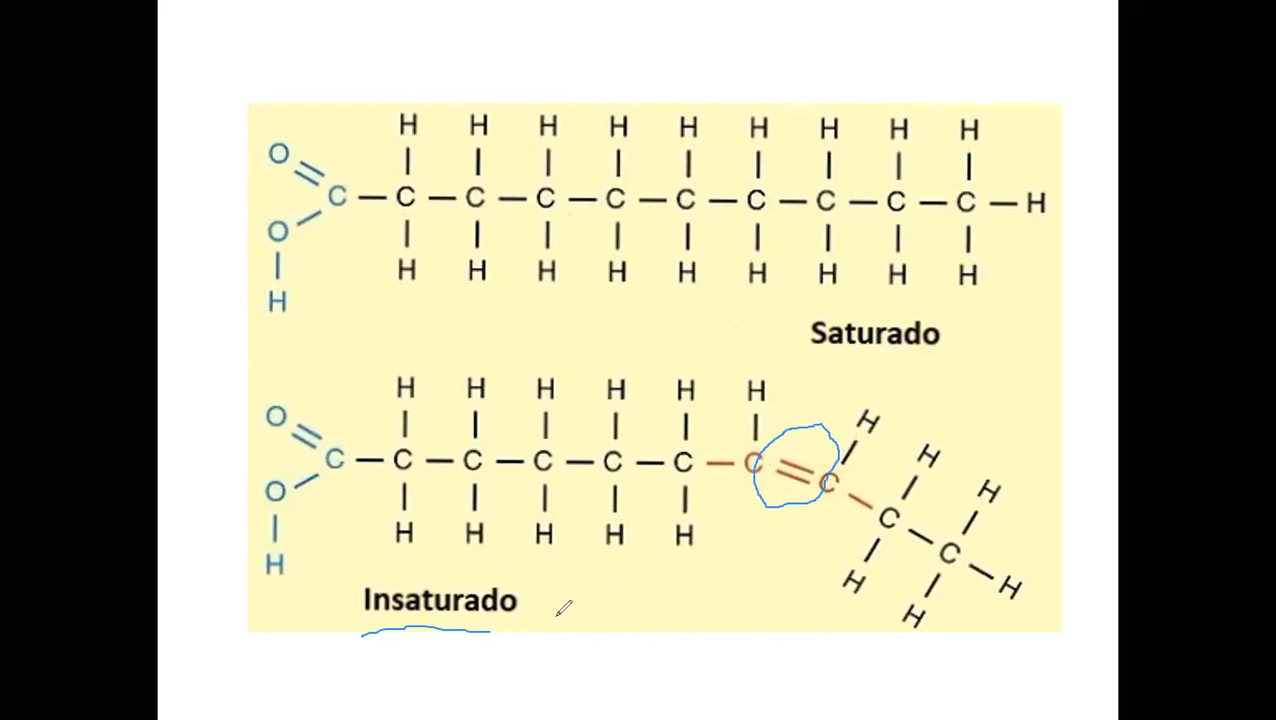 H H H H H H H H H
O
C C C C C C C C C C H
O
H H H H H H H H H
H
Saturado
H H H H H H
O H
C C C C C C C C H
O C H
H H H H H C
H H H
Insaturado H